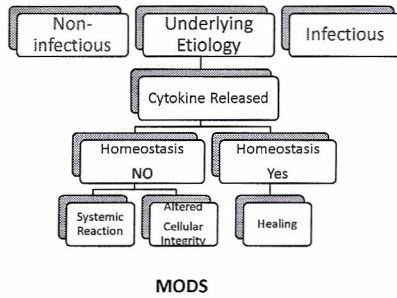 Non-
infectious
Underlying
Etiology
Infectious
Cytokine Released
Homeostasis
NO
Homeostasis
Yes
Systemic
Reaction
Altered
Cellular
Integrity
Healing
MODS